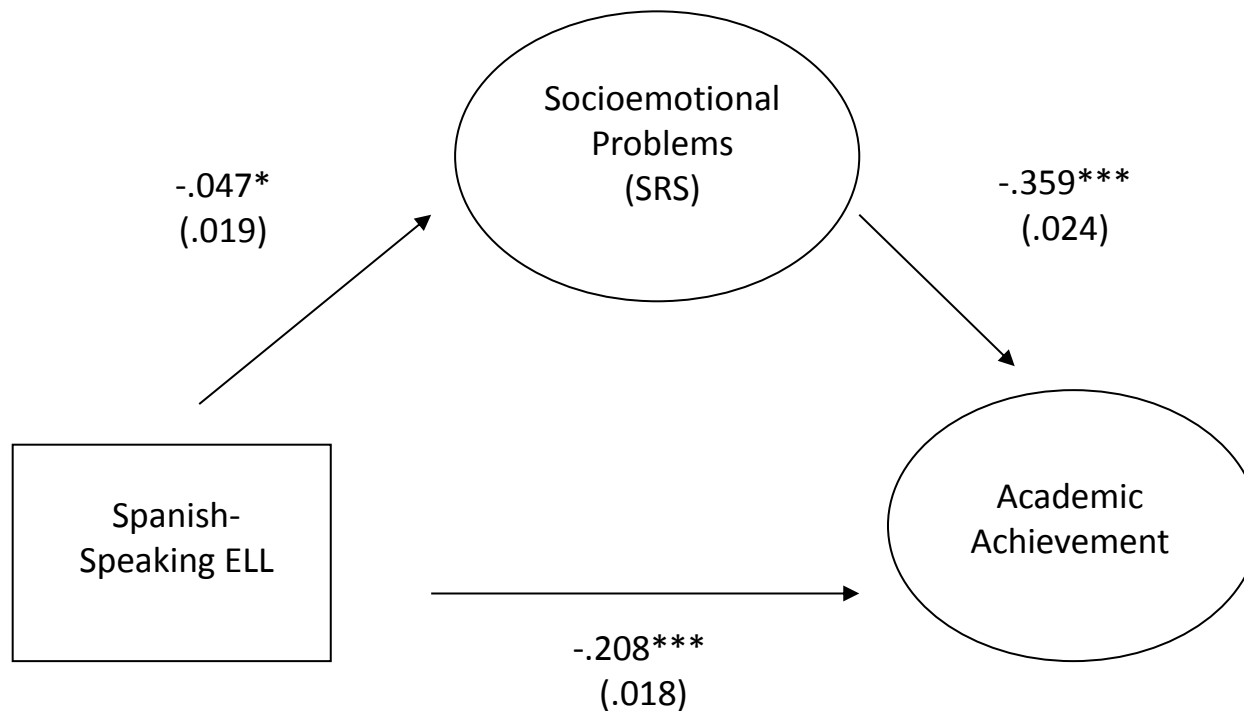 Socioemotional
Problems
(SRS)
-.047*
(.019)
-.359***
(.024)
Spanish-
Speaking ELL
Academic
Achievement
-.208***
(.018)